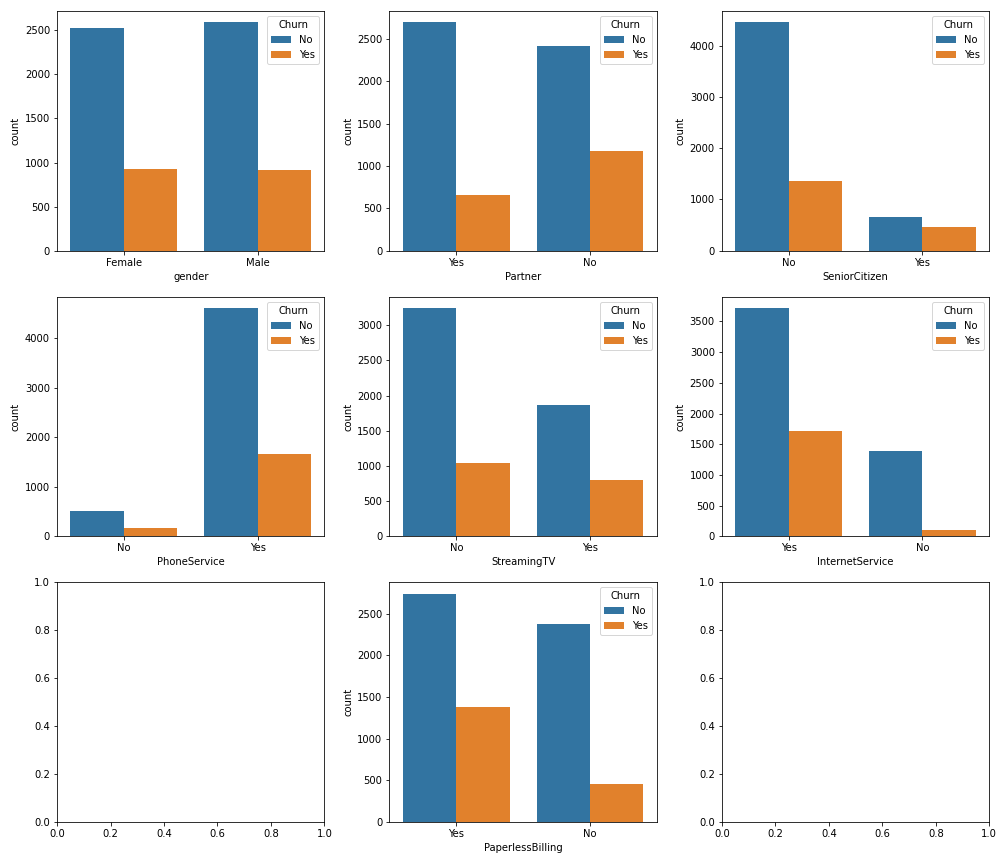 Churn
No
Yes
2500
2000
1500
1000
500
0
count
Female Male
gender
Churn
No
Yes
2500
2000
1500
1000
500
0
count
Yes No
Partner
Churn
No
Yes
4000
3000
2000
1000
0
count
No Yes
SeniorCitizen
Churn
No
Yes
4000
3000
2000
1000
0
count
No Yes
PhoneService
Churn
No
Yes
3000
2500
2000
1500
1000
500
0
count
No Yes
StreamingTV
Churn
No
Yes
3500
3000
2500
2000
1500
1000
500
0
count
Yes No
InternetService
1.0
0.8
0.6
0.4
0.2
0.0
0.0 0.2 0.4 0.6 0.8 1.0
Churn
No
Yes
2500
2000
1500
1000
500
0
count
Yes No
PaperlessBilling
1.0
0.8
0.6
0.4
0.2
0.0
0.0 0.2 0.4 0.6 0.8 1.0